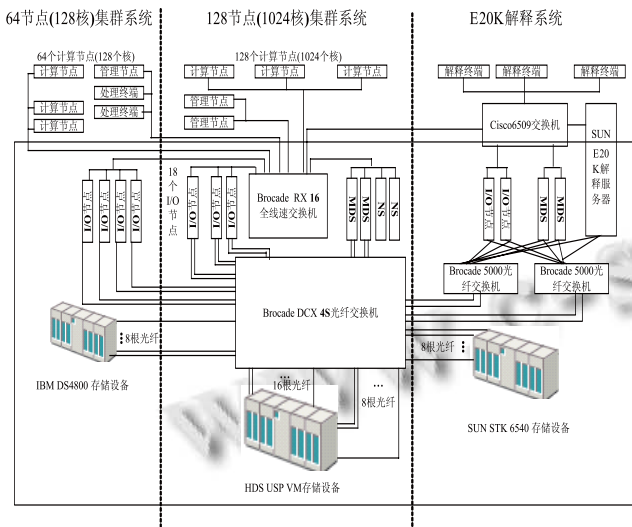 64节点(128核)集群系统
128节点(1024核)集群系统
E20K解释系统
64个计算节点(128个核)
计算节点
管理节点
处理终端
计算节点
处理终端
计算节点
128个计算节点(1024个核)
计算节点
计算节点
计算节点
管理节点
管理节点
解释终端
解释终端
解释终端
Cisco6509交换机
SUN
E20
K解
释服
务器
I/O节点
I/O节点
I/O节点
I/O节点
18
个
I/O
节
点
I/O节点
I/O节点
I/O节点
Brocade RX 16
全线速交换机
MDS
MDS
NS
NS
I/O节点
I/O节点
MDS
MDS
Brocade 5000光
纤交换机
Brocade 5000光
纤交换机
Brocade DCX 4S光纤交换机
8根光纤
IBM DS4800 存储设备
16根光纤
8根光纤
HDS USP VM存储设备
8根光纤
SUN STK 6540 存储设备